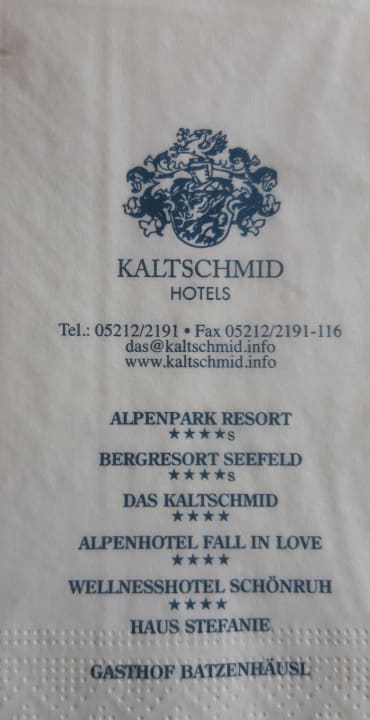 KALTSCHMID
HOTELS
Tel.: 05212/2191 • Fax 05212/2191-116
das@kaltschmid.info
www.kaltschmid.info
ALPENPARK RESORT
★★★★s
BERGRESORT SEEFELD
★★★★s
DAS KALTSCHMID
★★★★
ALPENHOTEL FALL IN LOVE
★★★★
WELLNESSHOTEL SCHÖNRUH
★★★★
HAUS STEFANIE
GASTHOF BATZENHÄUSL